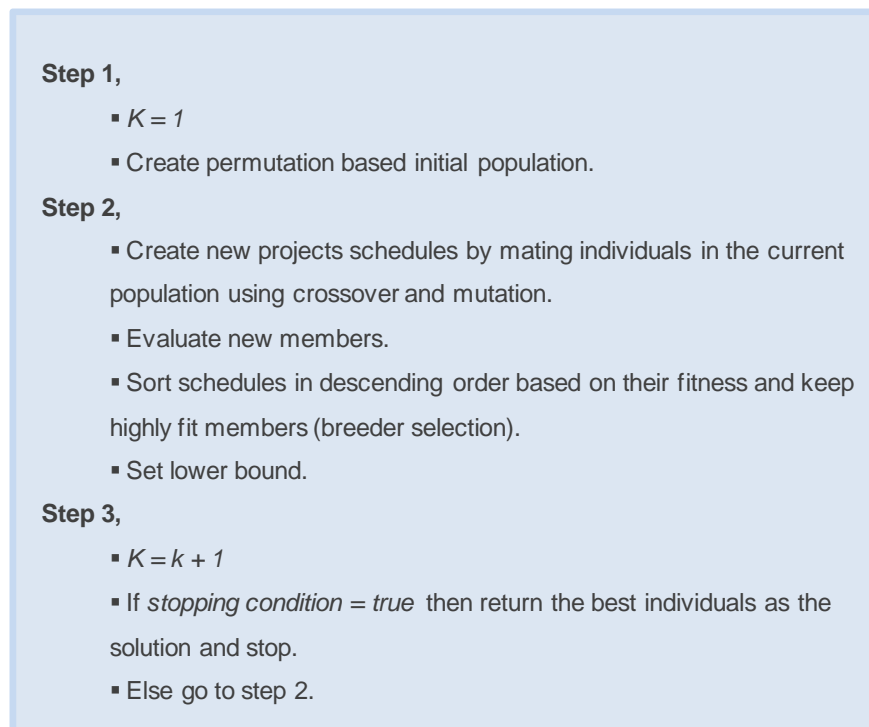 Step 1,
▪ K = 1
▪ Create permutation based initial population.
Step 2,
▪ Create new projects schedules by mating individuals in the current
population using crossover and mutation.
▪ Evaluate new members.
▪ Sort schedules in descending order based on their fitness and keep
highly fit members (breeder selection).
▪ Set lower bound.
Step 3,
▪ K = k + 1
▪ If stopping condition = true then return the best individuals as the
solution and stop.
▪ Else go to step 2.